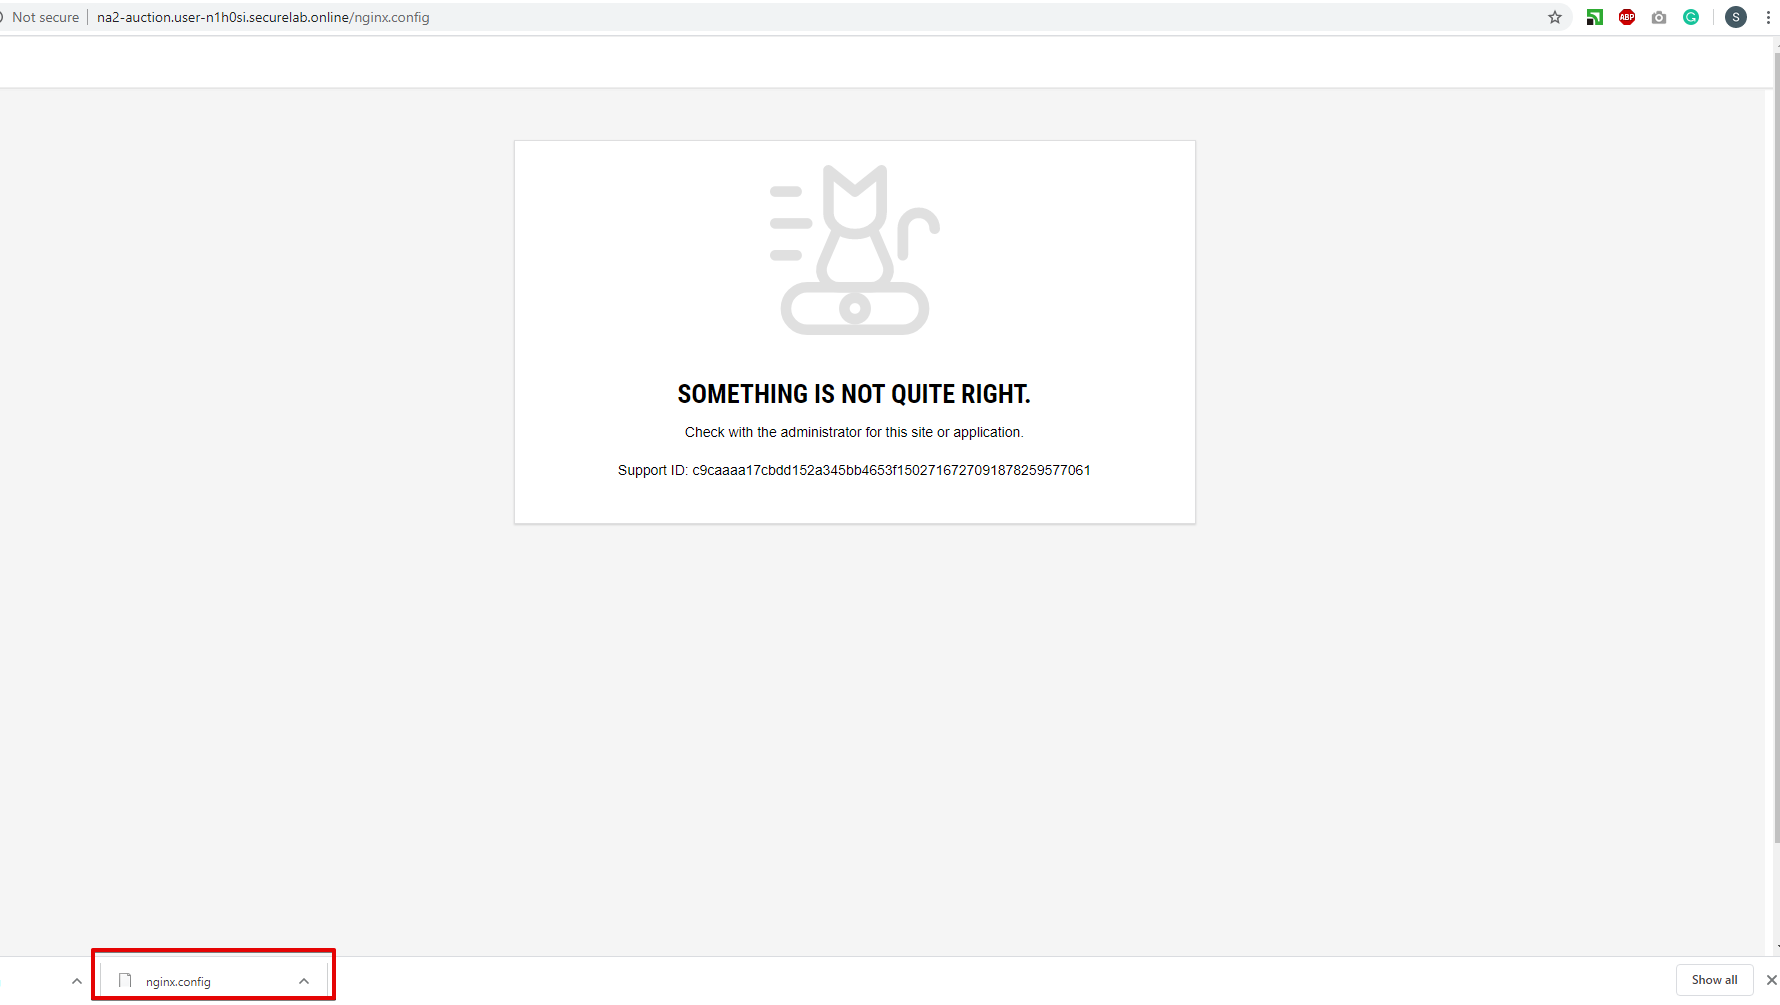 Not secure
na2-auction.user-n1h0si.securelab.online/nginx.config
ABP
G
S
SOMETHING IS NOT QUITE RIGHT.
Check with the administrator for this site or application.
Support ID: c9caaaa17cbdd152a345bb4653f1502716727091878259577061
nginx.config
Show all